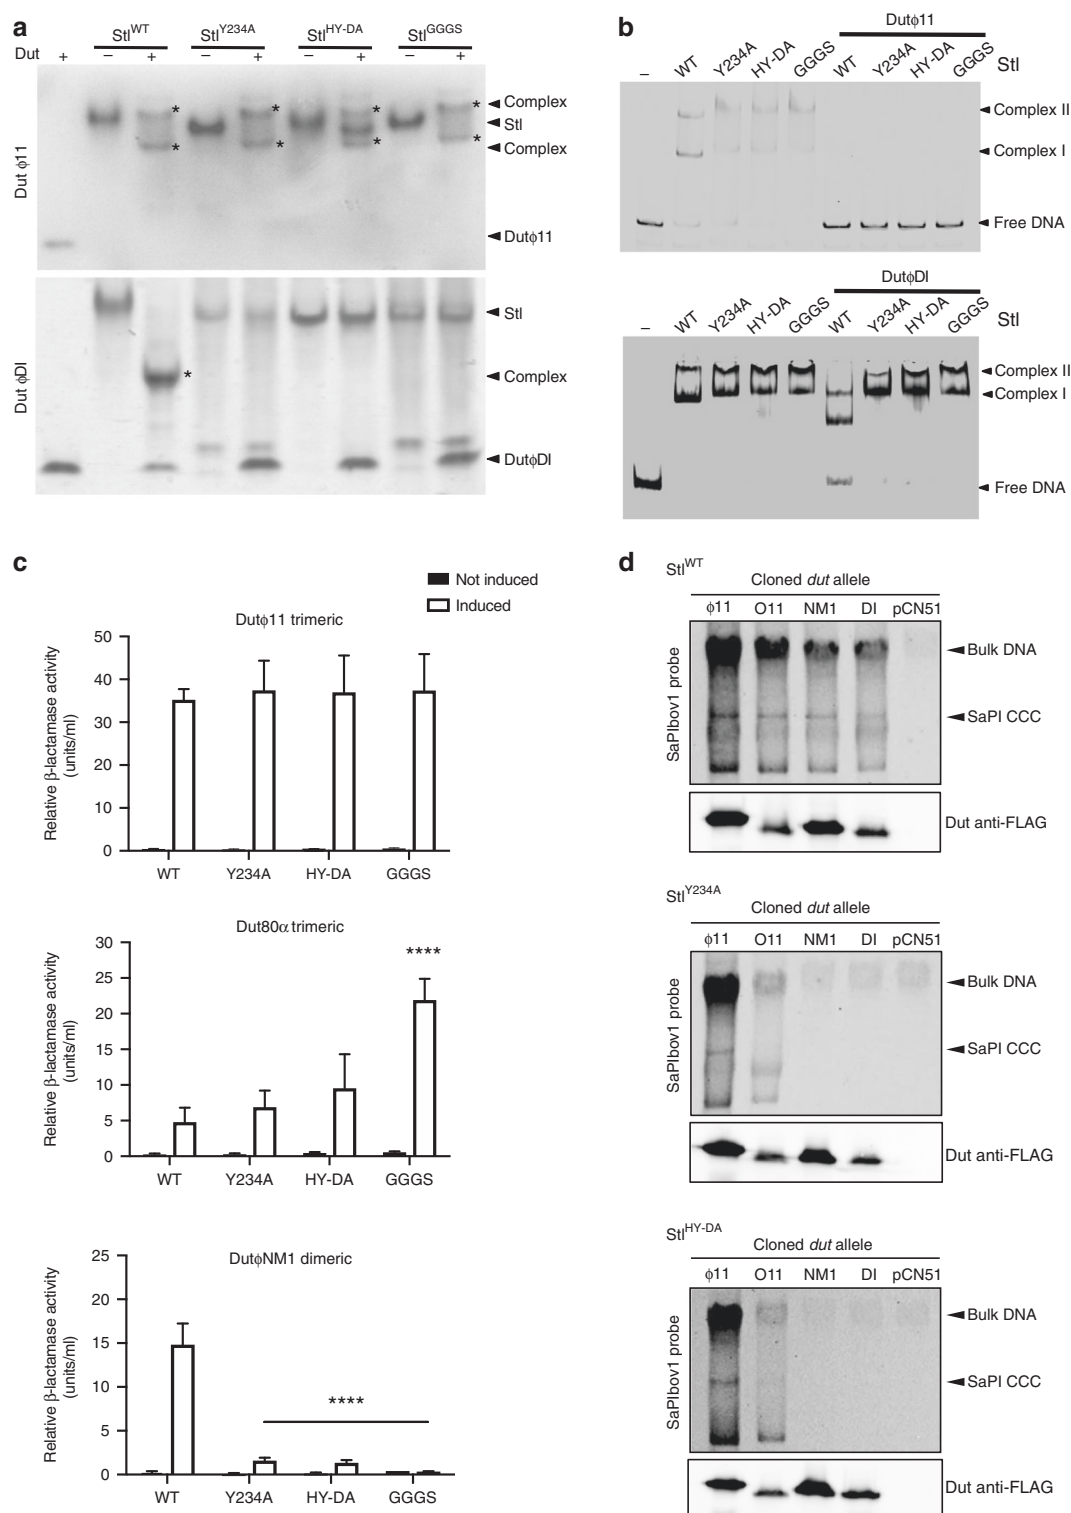 a
Stl^WT Stl^Y234A Stl^HY-DA Stl^GGGS
Dut + – + – + – + – +
Dut ϕ11
* * * *
* * * *
Complex
Stl
Complex
Dutϕ11
Dut ϕDI
*
Stl
Complex
DutϕDI
b
Dutϕ11
– WT Y234A HY-DA GGGS WT Y234A HY-DA GGGS Stl
Complex II
Complex I
Free DNA
DutϕDI
– WT Y234A HY-DA GGGS WT Y234A HY-DA GGGS Stl
Complex II
Complex I
Free DNA
c
Not induced
Induced
Dutϕ11 trimeric
Relative β-lactamase activity
(units/ml)
50
40
30
20
10
0
WT Y234A HY-DA GGGS
Dut80α trimeric
Relative β-lactamase activity
(units/ml)
30
25
20
15
10
5
0
****
WT Y234A HY-DA GGGS
DutϕNM1 dimeric
Relative β-lactamase activity
(units/ml)
25
20
15
10
5
0
****
WT Y234A HY-DA GGGS
d
Stl^WT
Cloned dut allele
ϕ11 O11 NM1 DI pCN51
SaPIbov1 probe
Bulk DNA
SaPI CCC
Dut anti-FLAG
Stl^Y234A
Cloned dut allele
ϕ11 O11 NM1 DI pCN51
SaPIbov1 probe
Bulk DNA
SaPI CCC
Dut anti-FLAG
Stl^HY-DA
Cloned dut allele
ϕ11 O11 NM1 DI pCN51
SaPIbov1 probe
Bulk DNA
SaPI CCC
Dut anti-FLAG